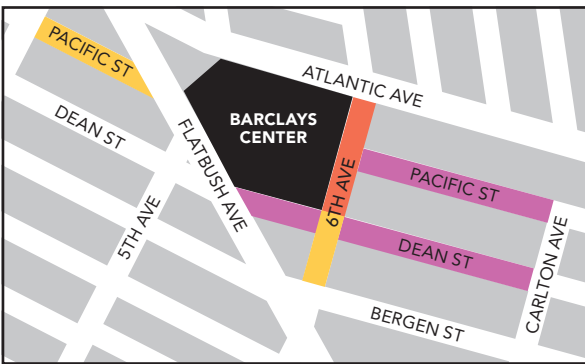 PACIFIC ST
ATLANTIC AVE
DEAN ST
BARCLAYS
CENTER
FLATBUSH AVE
6TH AVE
PACIFIC ST
5TH AVE
DEAN ST
CARLTON AVE
BERGEN ST